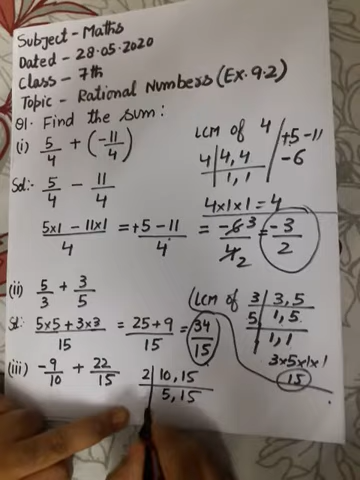 Subject - Maths
Dated - 28.05.2020
Class - 7th
Topic - Rational Numbers (Ex. 9.2)
Q1. Find the sum:
(i) 5/4 + (-11/4)
LCM of 4
4 | 4, 4
1, 1
4×1×1 = 4
+5-11
-6
Sol:- 5/4 - 11/4
5×1 - 11×1/4 = +5-11/4 = -6 3/4 2 = -3/2
(ii) 5/3 + 3/5
(LCM of 3 | 3, 5
5 | 1, 5
1, 1
3×5×1×1
15
Sol:- 5×5+3×3/15 = 25+9/15 = 34/15
(iii) -9/10 + 22/15
2 | 10, 15
5, 15